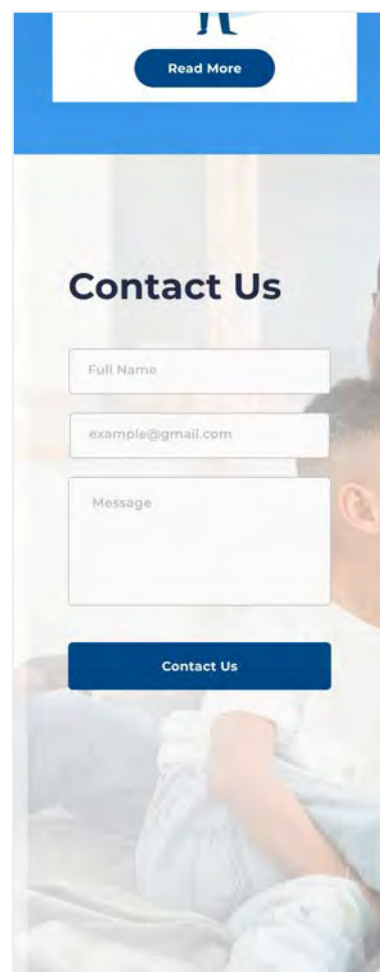 Read More
Contact Us
Full Name
example@gmail.com
Message
Contact Us